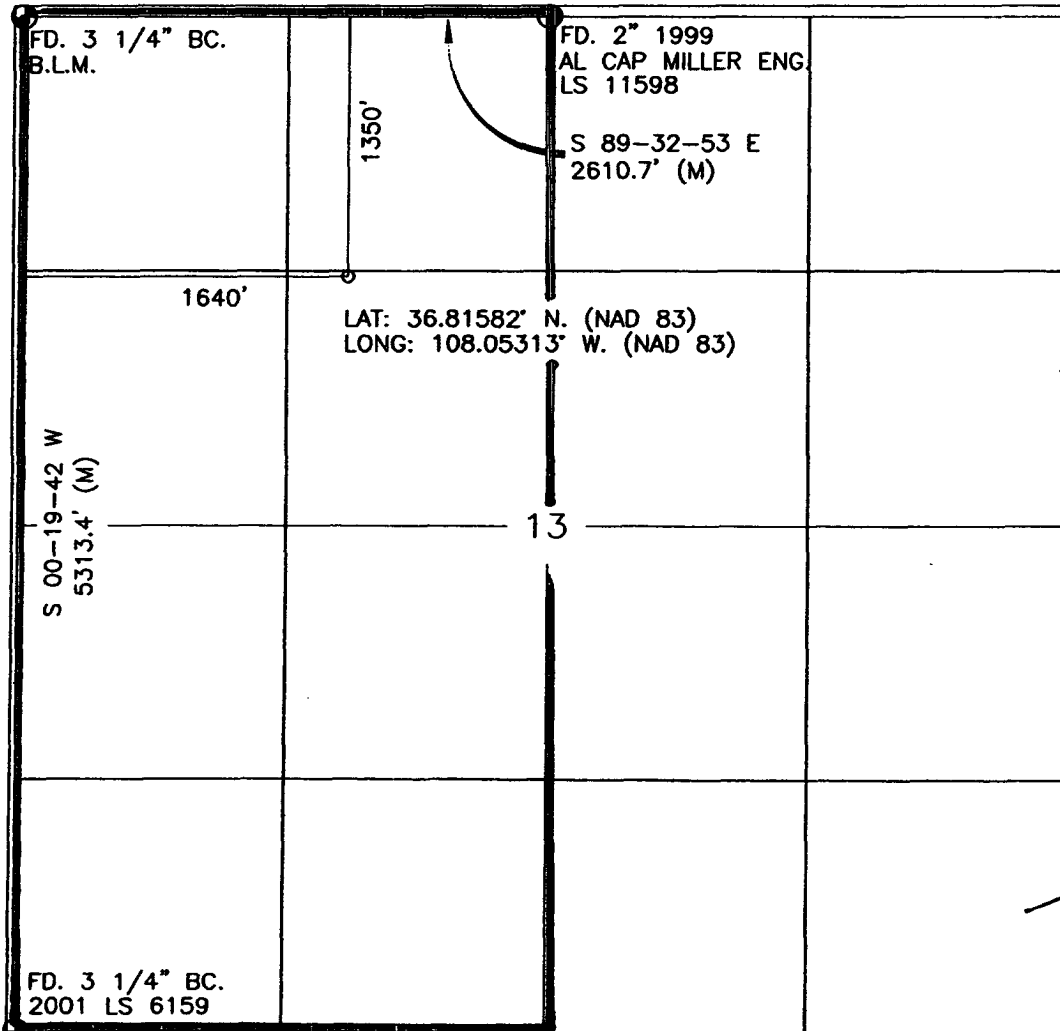 FD. 3 1/4" BC.
B.L.M.
FD. 2" 1999
AL CAP MILLER ENG.
LS 11598
1350'
S 89-32-53 E
2610.7' (M)
1640'
LAT: 36.81582° N. (NAD 83)
LONG: 108.05313° W. (NAD 83)
S 00-19-42 W
5313.4' (M)
13
FD. 3 1/4" BC.
2001 LS 6159